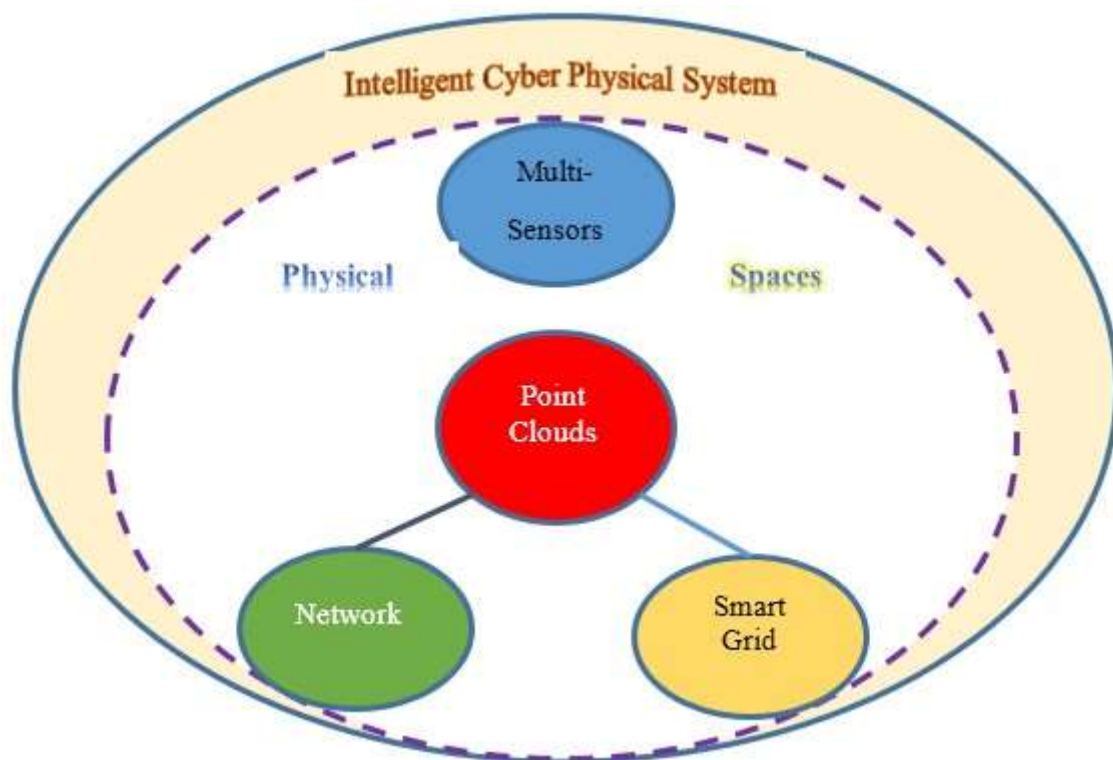 Intelligent Cyber Physical System
Multi-
Sensors
Physical
Spaces
Point
Clouds
Network
Smart
Grid